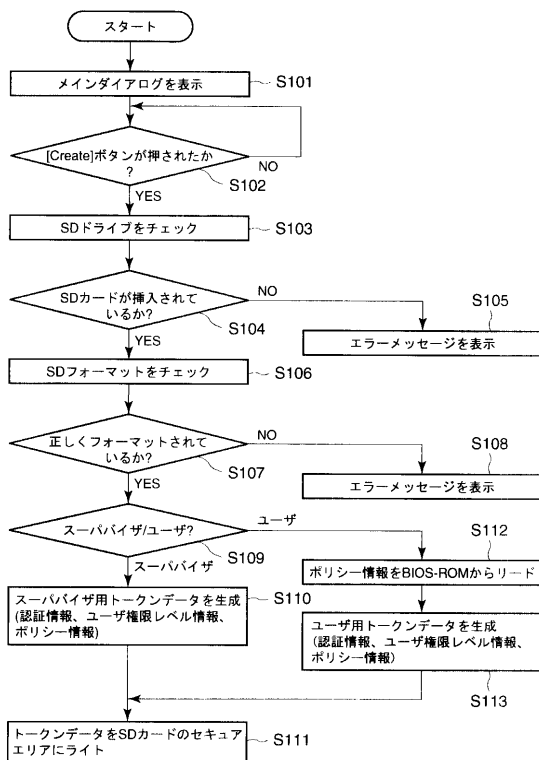 スタート
メインダイアログを表示
S101
[Create]ボタンが押されたか
?
NO
S102
YES
SDドライブをチェック
S103
SDカードが挿入されて
いるか?
NO
S104
YES
S105
エラーメッセージを表示
SDフォーマットをチェック
S106
正しくフォーマットされて
いるか?
NO
S107
YES
S108
エラーメッセージを表示
スーパバイザ/ユーザ?
ユーザ
S109
スーパバイザ
S112
ポリシー情報をBIOS-ROMからリード
スーパバイザ用トークンデータを生成
(認証情報、ユーザ権限レベル情報、
ポリシー情報)
S110
ユーザ用トークンデータを生成
(認証情報、ユーザ権限レベル情報、
ポリシー情報)
S113
トークンデータをSDカードのセキュア
エリアにライト
S111